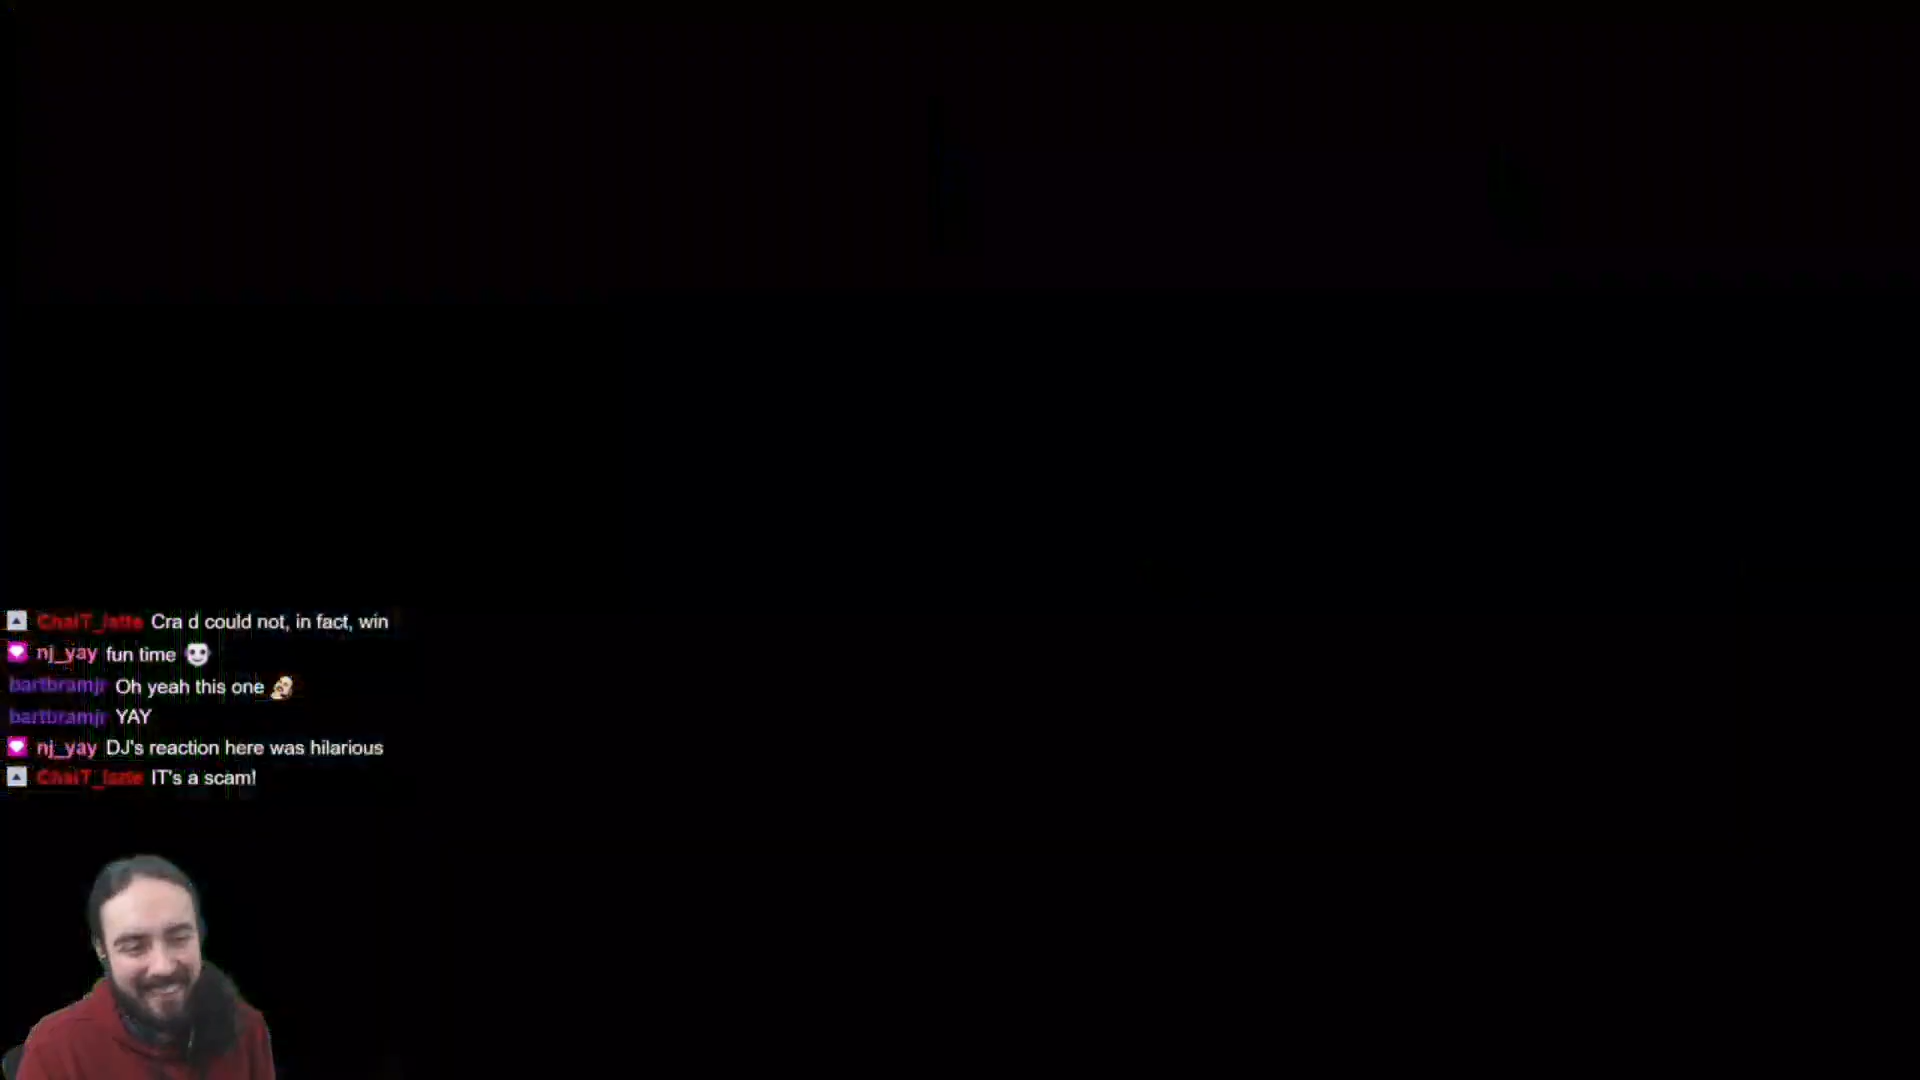 Cra d could not, in fact, win
nj_yay fun time
bartbramjr Oh yeah this one
bartbramjr YAY
nj_yay DJ's reaction here was hilarious
IT's a scam!